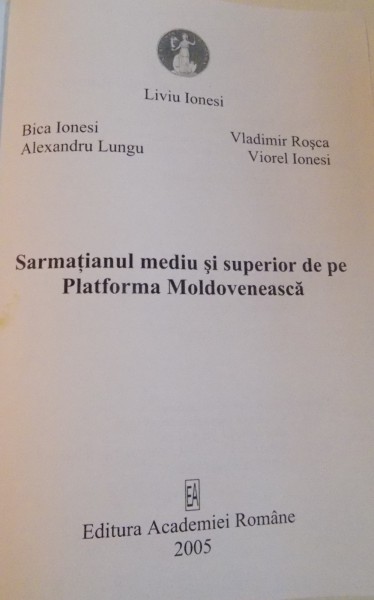 Liviu Ionesi
Bica Ionesi
Alexandru Lungu
Vladimir Roşca
Viorel Ionesi
Sarmaţianul mediu şi superior de pe
Platforma Moldovenească
EA
Editura Academiei Române
2005